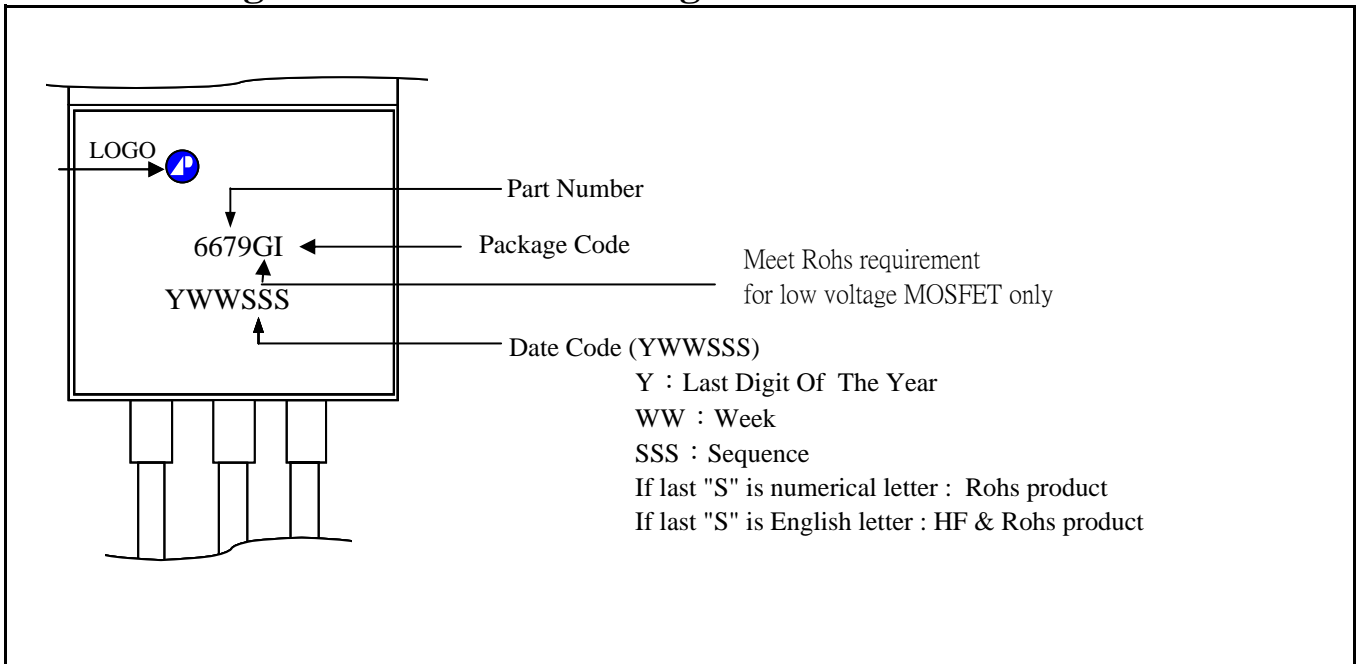 LOGO
Part Number
6679GI
Package Code
Meet Rohs requirement
for low voltage MOSFET only
YWWSSS
Date Code (YWWSSS)
Y：Last Digit Of The Year
WW：Week
SSS：Sequence
If last "S" is numerical letter : Rohs product
If last "S" is English letter : HF & Rohs product